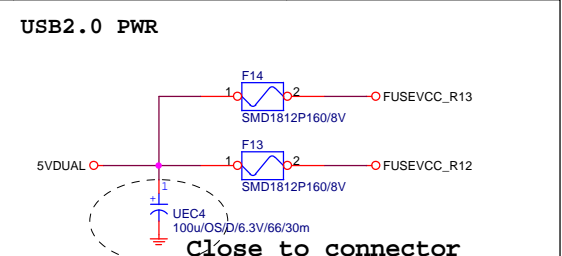 USB2.0 PWR
F14
1 2 FUSEVCC_R13
SMD1812P160/8V
F13
5VDUAL 1 2 FUSEVCC_R12
SMD1812P160/8V
1
+
UEC4
100u/OS/D/6.3V/66/30m
Close to connector